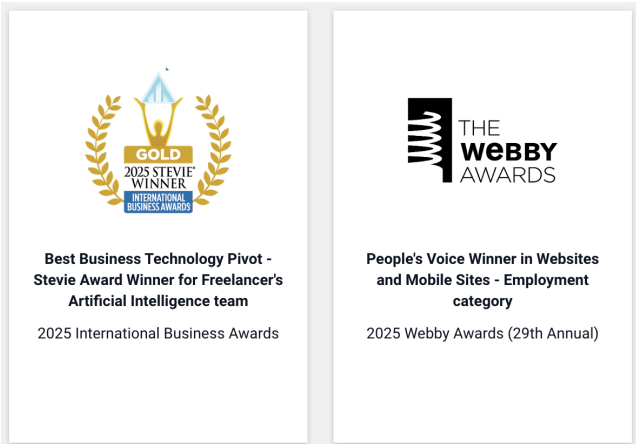 GOLD
2025 STEVIE®
WINNER
INTERNATIONAL
BUSINESS AWARDS
Best Business Technology Pivot -
Stevie Award Winner for Freelancer's
Artificial Intelligence team
2025 International Business Awards
THE
WEBBY
AWARDS
People's Voice Winner in Websites
and Mobile Sites - Employment
category
2025 Webby Awards (29th Annual)